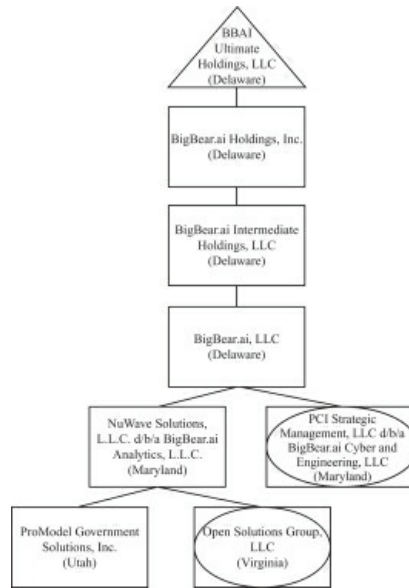 BBAI
Ultimate
Holdings, LLC
(Delaware)
BigBear.ai Holdings, Inc.
(Delaware)
BigBear.ai Intermediate
Holdings, LLC
(Delaware)
BigBear.ai, LLC
(Delaware)
NuWave Solutions,
L.L.C. d/b/a BigBear.ai
Analytics, L.L.C.
(Maryland)
PCI Strategic
Management, LLC d/b/a
BigBear.ai Cyber and
Engineering, LLC
(Maryland)
ProModel Government
Solutions, Inc.
(Utah)
Open Solutions Group,
LLC
(Virginia)